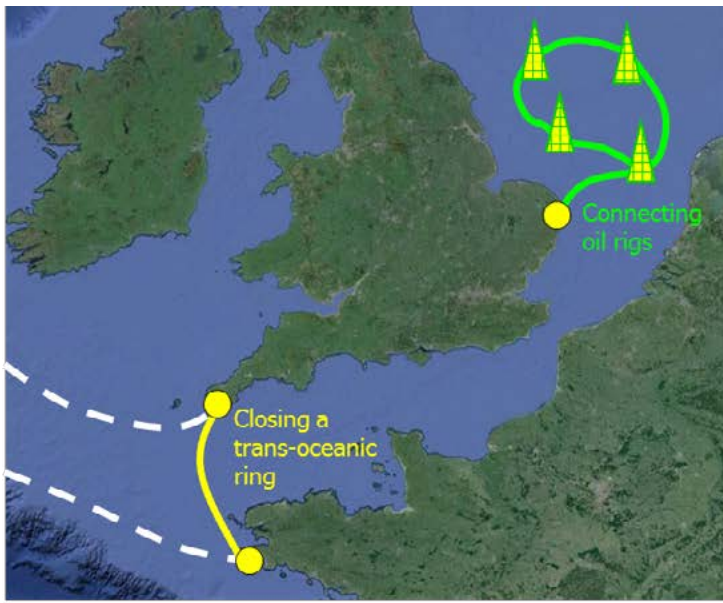 Connecting
oil rigs
Closing a
trans-oceanic
ring